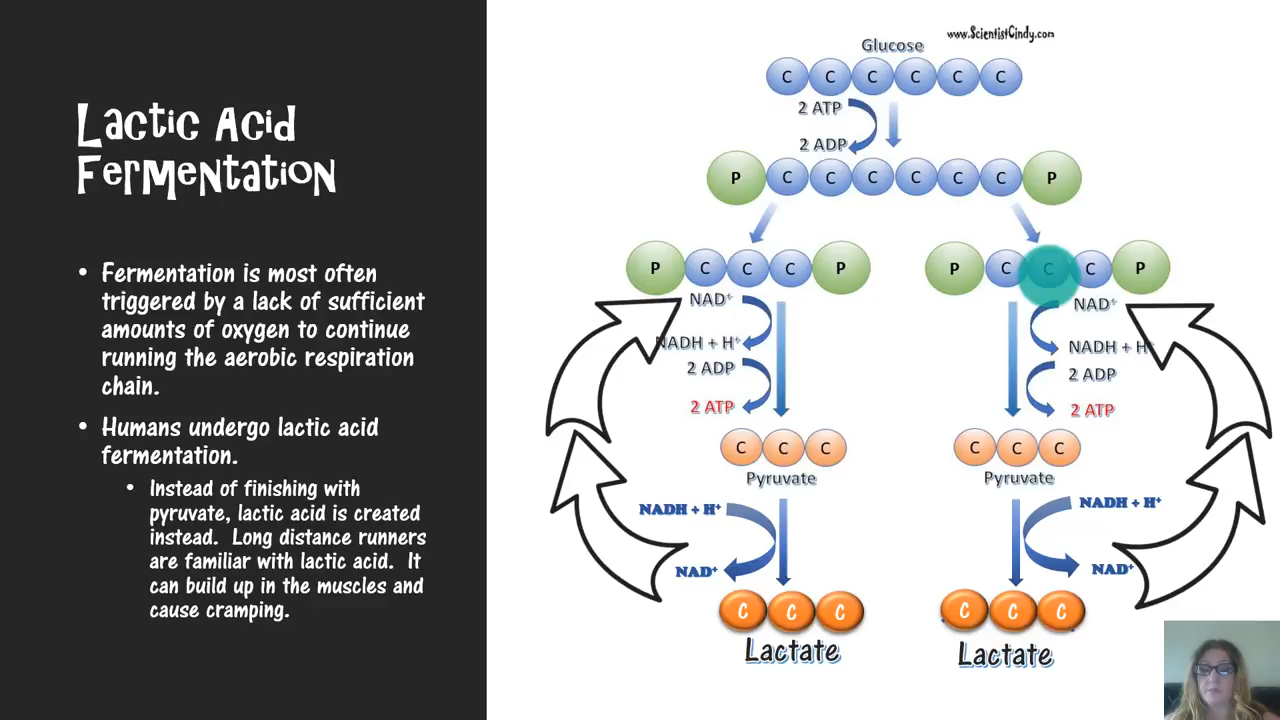 Lactic Acid
Fermentation
• Fermentation is most often
triggered by a lack of sufficient
amounts of oxygen to continue
running the aerobic respiration
chain.
• Humans undergo lactic acid
fermentation.
• Instead of finishing with
pyruvate, lactic acid is created
instead. Long distance runners
are familiar with lactic acid. It
can build up in the muscles and
cause cramping.
www.ScientistCindy.com
Glucose
C C C C C C
2 ATP
2 ADP
P C C C C C C P
P C C C P
NAD⁺
NADH + H⁺
2 ADP
2 ATP
C C C
Pyruvate
NADH + H⁺
NAD⁺
C C C
Lactate
P C C C P
NAD⁺
NADH + H⁺
2 ADP
2 ATP
C C C
Pyruvate
NADH + H⁺
NAD⁺
C C C
Lactate